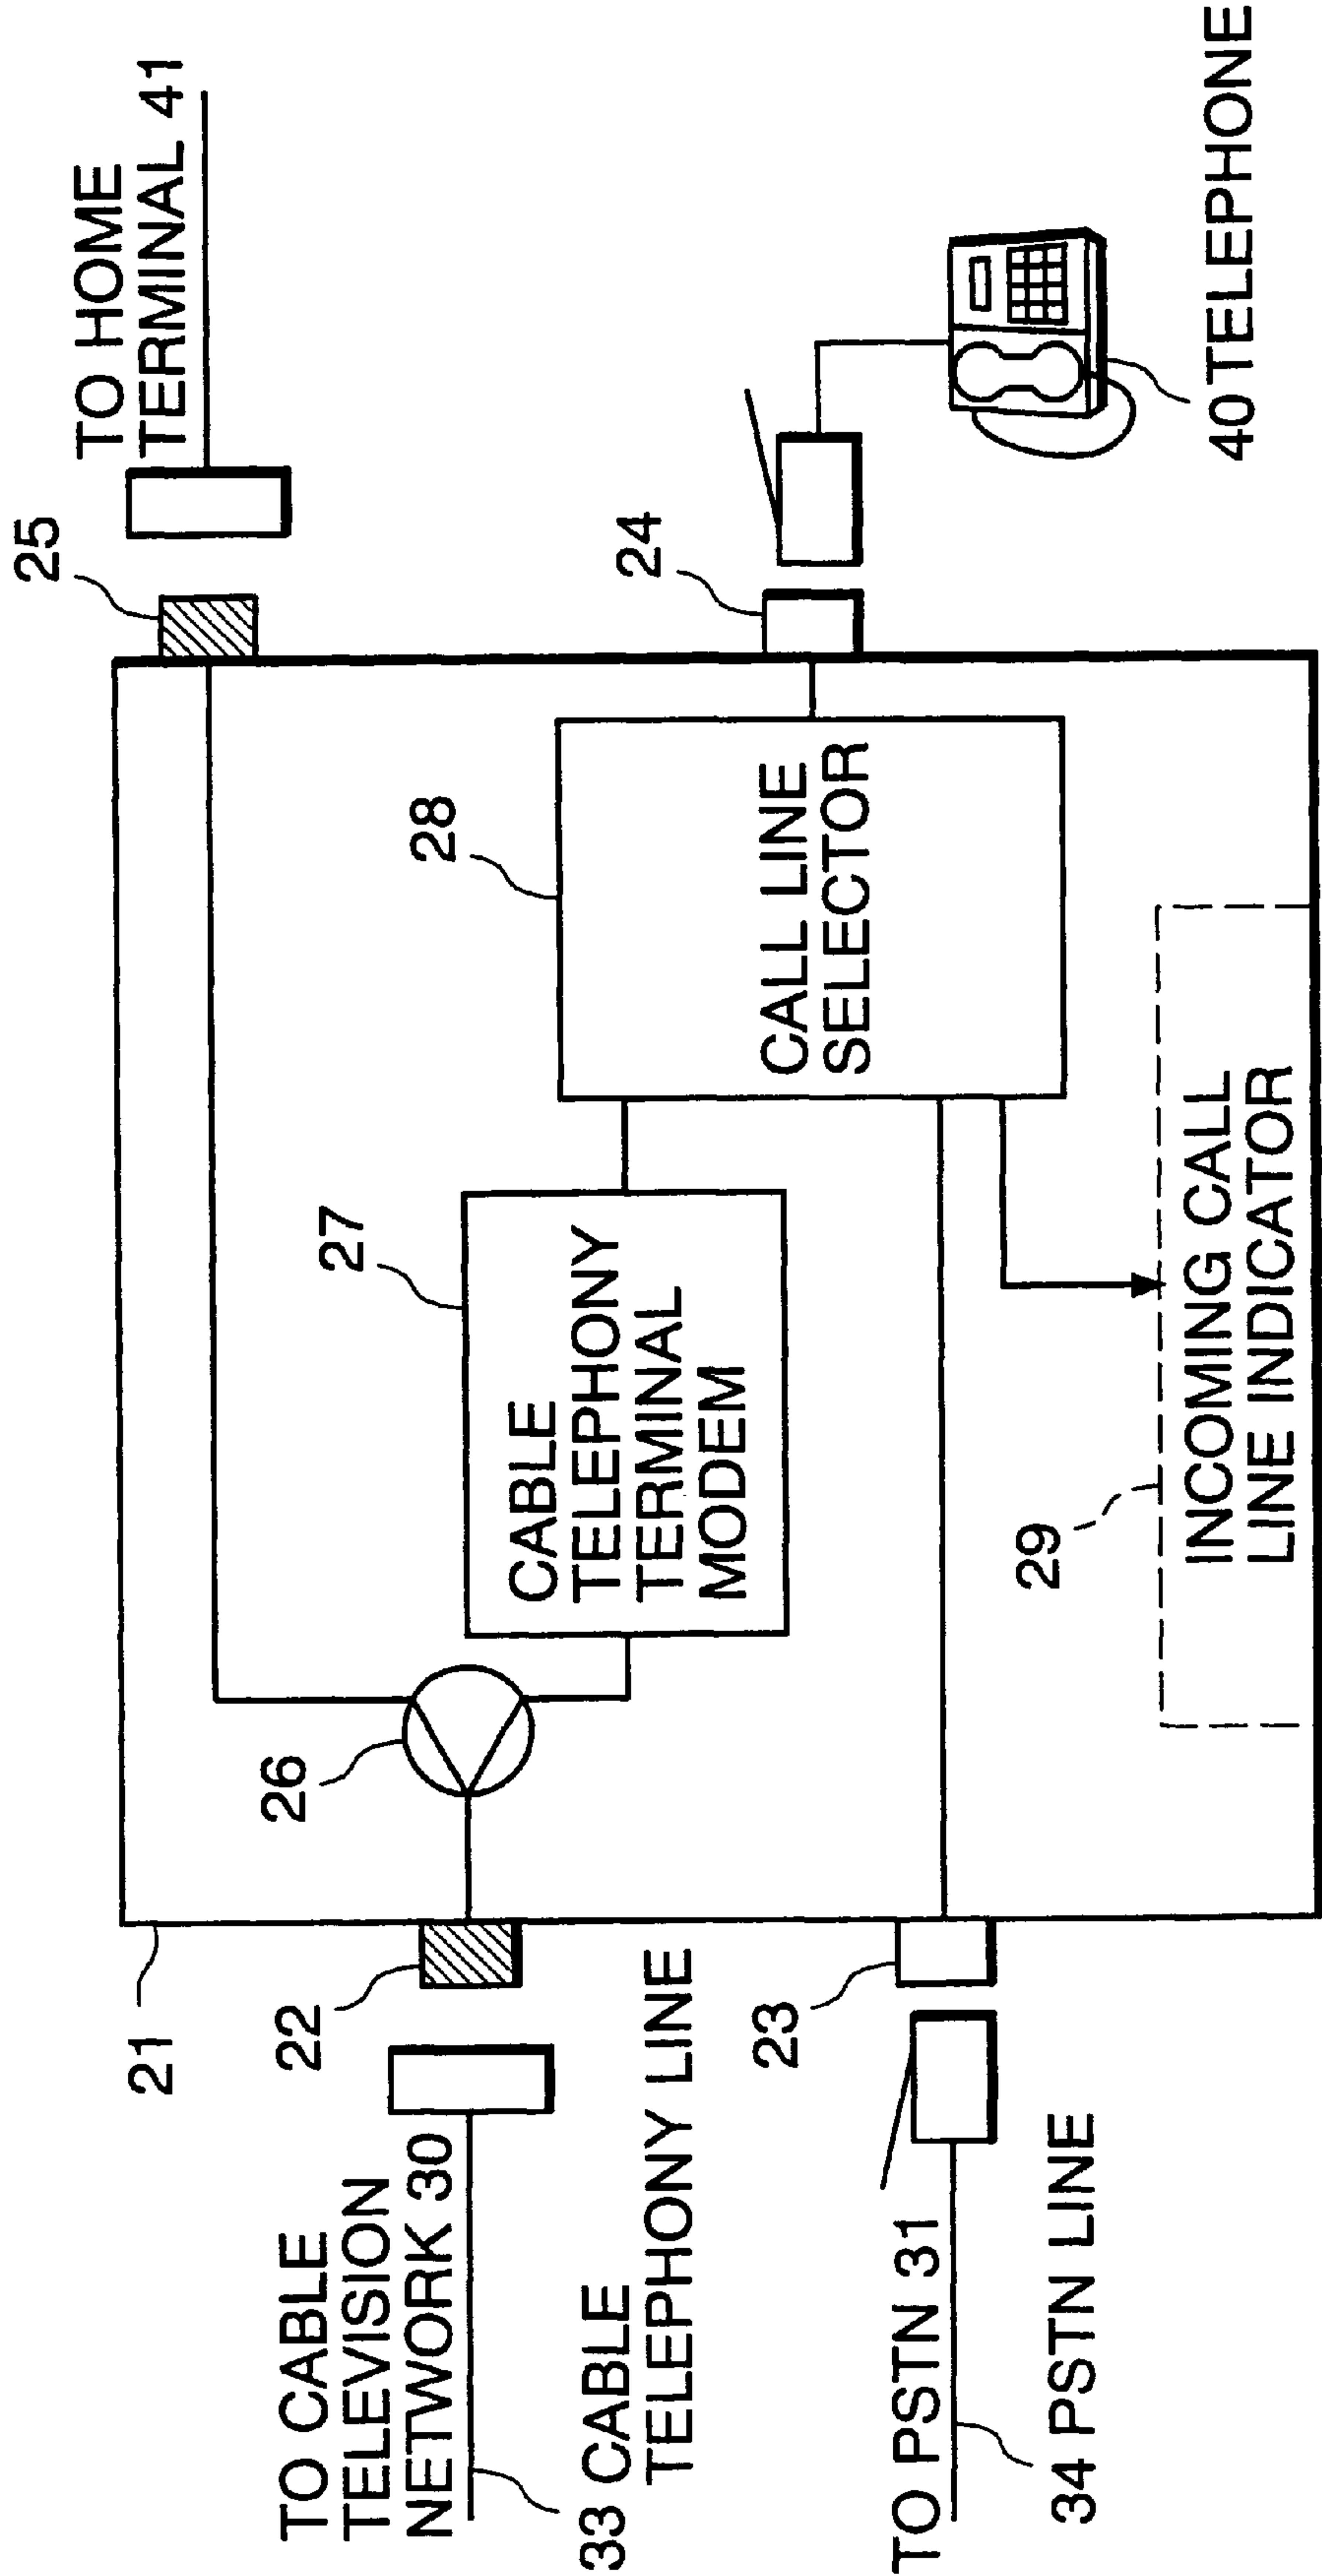 TO HOME
TERMINAL 41
25
24
40 TELEPHONE
28
CALL LINE
SELECTOR
27
CABLE
TELEPHONY
TERMINAL
MODEM
26
29
INCOMING CALL
LINE INDICATOR
21
22
23
TO CABLE
TELEVISION
NETWORK 30
33 CABLE
TELEPHONY LINE
TO PSTN 31
34 PSTN LINE